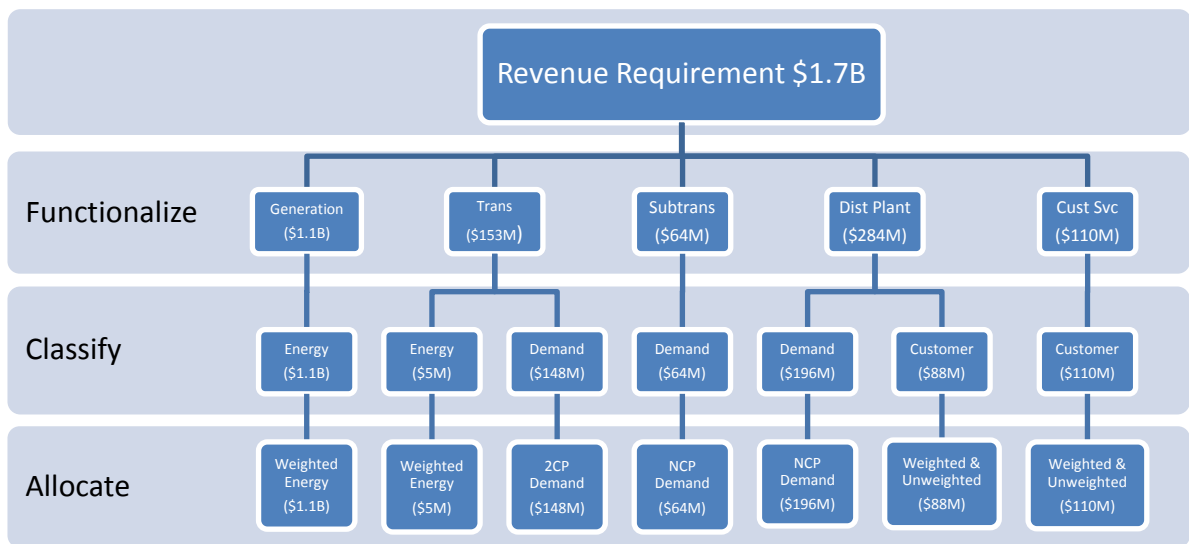 Revenue Requirement $1.7B
Functionalize
Generation
($1.1B)
Trans
($153M)
Subtrans
($64M)
Dist Plant
($284M)
Cust Svc
($110M)
Classify
Energy
($1.1B)
Energy
($5M)
Demand
($148M)
Demand
($64M)
Demand
($196M)
Customer
($88M)
Customer
($110M)
Allocate
Weighted
Energy
($1.1B)
Weighted
Energy
($5M)
2CP
Demand
($148M)
NCP
Demand
($64M)
NCP
Demand
($196M)
Weighted &
Unweighted
($88M)
Weighted &
Unweighted
($110M)